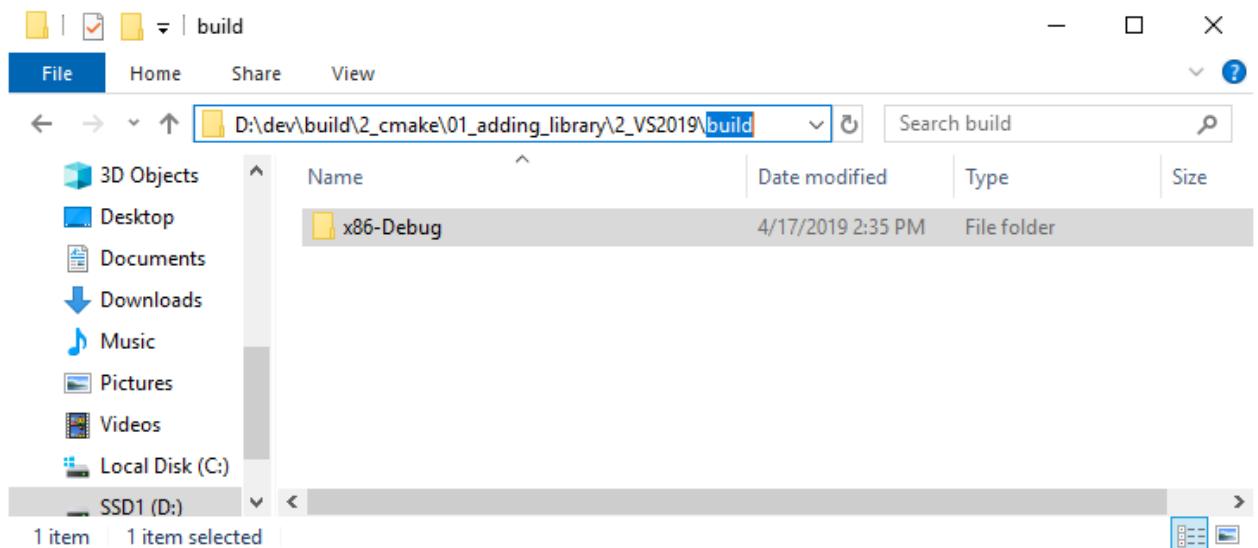 build
File Home Share View
D:\dev\build\2_cmake\01_adding_library\2_VS2019\build Search build
Name Date modified Type Size
x86-Debug 4/17/2019 2:35 PM File folder
3D Objects
Desktop
Documents
Downloads
Music
Pictures
Videos
Local Disk (C:)
SSD1 (D:)
1 item 1 item selected